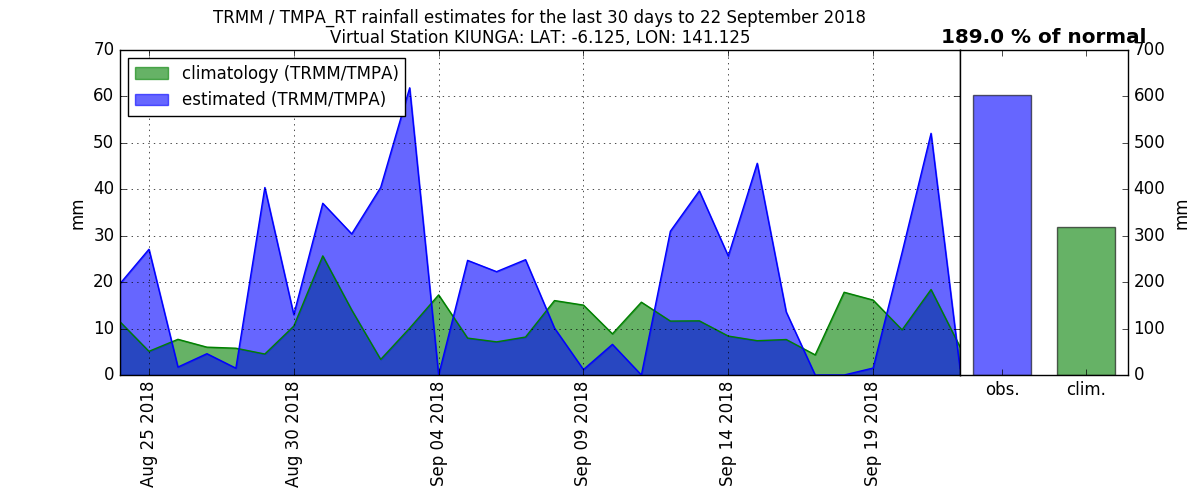 TRMM / TMPA_RT rainfall estimates for the last 30 days to 22 September 2018
Virtual Station KIUNGA: LAT: -6.125, LON: 141.125
189.0 % of normal
climatology (TRMM/TMPA)
estimated (TRMM/TMPA)
mm
70
60
50
40
30
20
10
0
Aug 25 2018
Aug 30 2018
Sep 04 2018
Sep 09 2018
Sep 14 2018
Sep 19 2018
obs.
clim.
700
600
500
400
300
200
100
0
mm